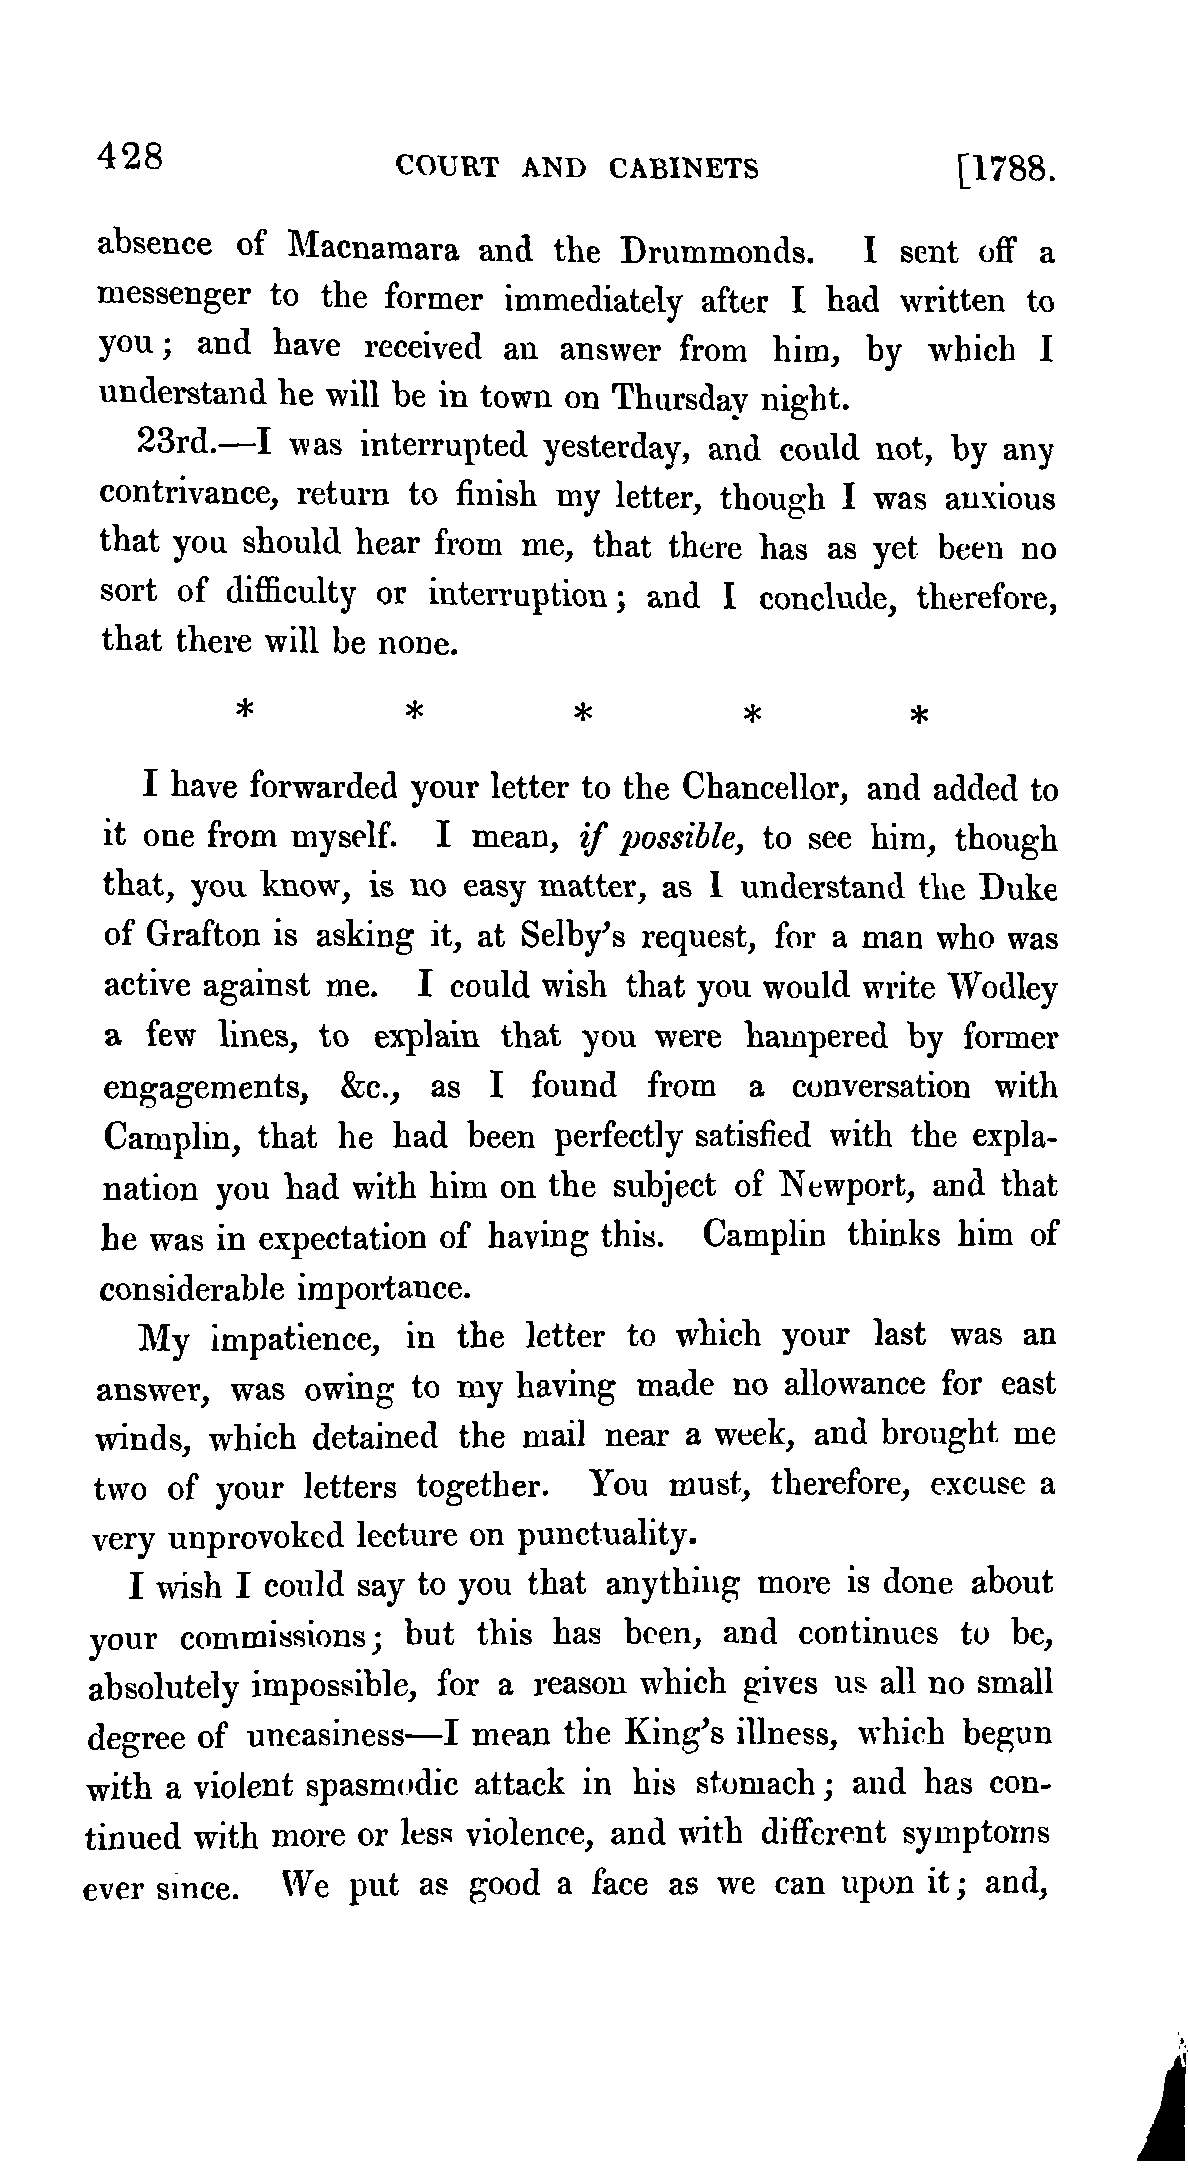 428 COURT AND CABINETS [1788.
absence of Macnamara and the Drummonds. I sent off a
messenger to the former immediately after I had written to
you; and have received an answer from him, by which I
understand he will be in town on Thursday night.
23rd.—I was interrupted yesterday, and could not, by any
contrivance, return to finish my letter, though I was anxious
that you should hear from me, that there has as yet been no
sort of difficulty or interruption; and I conclude, therefore,
that there will be none.
* * * * *
I have forwarded your letter to the Chancellor, and added to
it one from myself. I mean, if possible, to see him, though
that, you know, is no easy matter, as I understand the Duke
of Grafton is asking it, at Selby's request, for a man who was
active against me. I could wish that you would write Wodley
a few lines, to explain that you were hampered by former
engagements, &c., as I found from a conversation with
Camplin, that he had been perfectly satisfied with the expla-
nation you had with him on the subject of Newport, and that
he was in expectation of having this. Camplin thinks him of
considerable importance.
My impatience, in the letter to which your last was an
answer, was owing to my having made no allowance for east
winds, which detained the mail near a week, and brought me
two of your letters together. You must, therefore, excuse a
very unprovoked lecture on punctuality.
I wish I could say to you that anything more is done about
your commissions; but this has been, and continues to be,
absolutely impossible, for a reason which gives us all no small
degree of uneasiness—I mean the King's illness, which begun
with a violent spasmodic attack in his stomach; and has con-
tinued with more or less violence, and with different symptoms
ever since. We put as good a face as we can upon it; and,